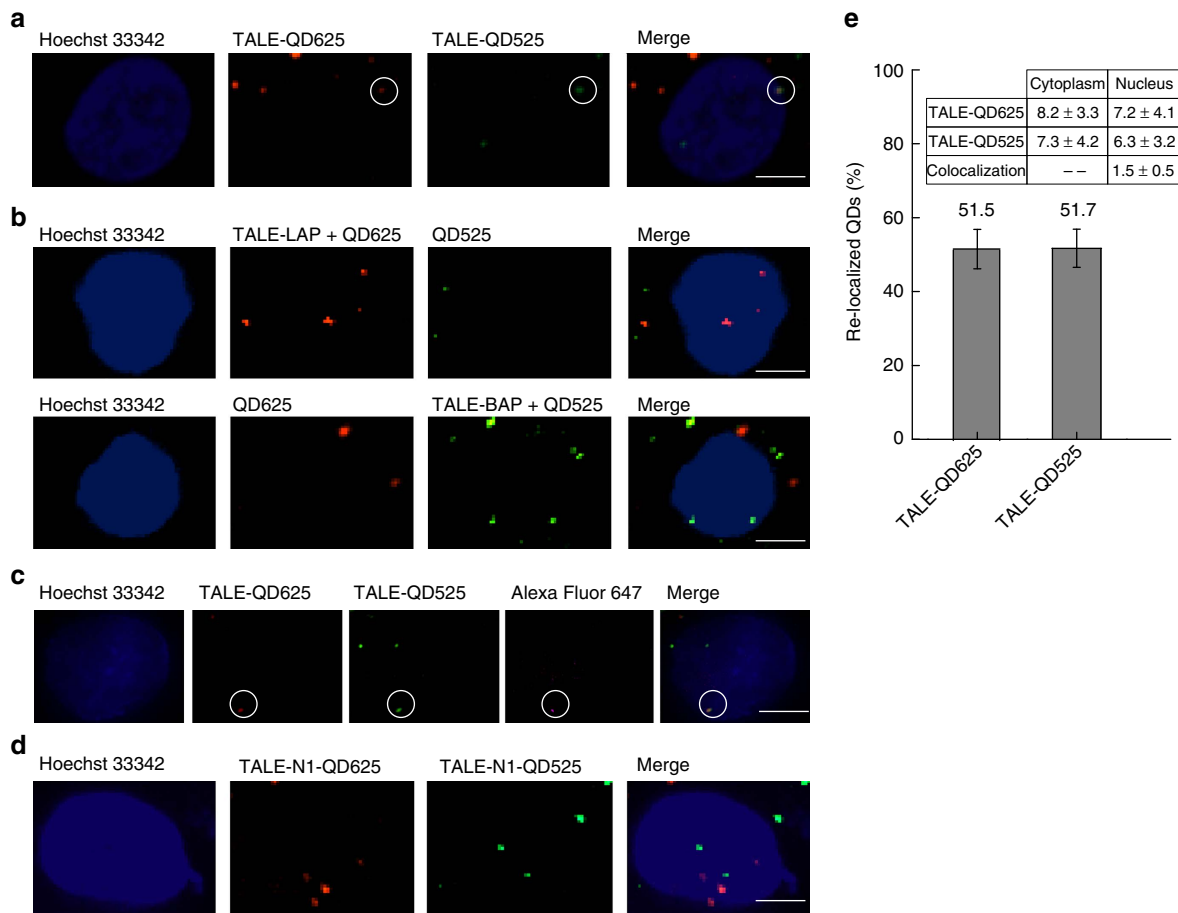 a
Hoechst 33342 TALE-QD625 TALE-QD525 Merge
b
Hoechst 33342 TALE-LAP + QD625 QD525 Merge
Hoechst 33342 QD625 TALE-BAP + QD525 Merge
c
Hoechst 33342 TALE-QD625 TALE-QD525 Alexa Fluor 647 Merge
d
Hoechst 33342 TALE-N1-QD625 TALE-N1-QD525 Merge
e
Re-localized QDs (%)
100
80
60
40
20
0
Cytoplasm Nucleus
TALE-QD625 8.2 ± 3.3 7.2 ± 4.1
TALE-QD525 7.3 ± 4.2 6.3 ± 3.2
Colocalization – – 1.5 ± 0.5
51.5 51.7
TALE-QD625 TALE-QD525